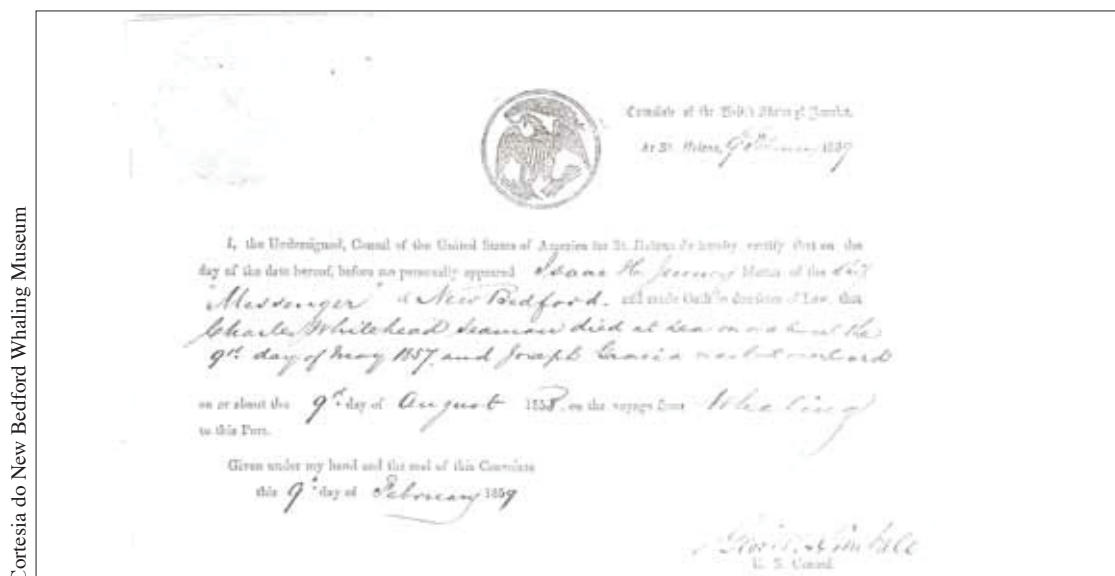 Cortesia do New Bedford Whaling Museum
Consulate of the United States of America.
At St. Helena, 9th February 1859
I, the Undersigned, Consul of the United States of America for St. Helena do hereby certify that on the
day of the date hereof, before me personally appeared Isaac H. Jenney Master of the Ship
"Messenger" of New Bedford. and made Oath in due form of Law, that
Charles Whitehead Seaman died at Sea on or about the
9th day of May 1857 and Joseph Gracia overboard
on or about the 9th day of August 1858. on the voyage from Whaling
to this Port.
Given under my hand and the seal of this Consulate
this 9th day of February 1859
U. S. Consul